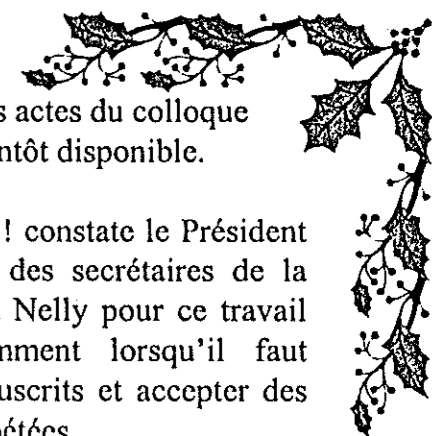 s actes du colloque
ntôt disponible.
! constate le Président
des secrétaires de la
Nelly pour ce travail
mment lorsqu'il faut
uscrits et accepter des